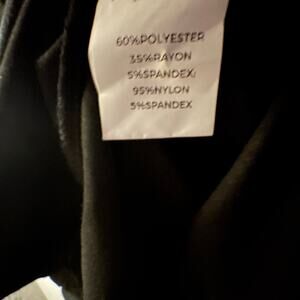 60%POLYESTER
35%RAYON
5%SPANDEX;
95%NYLON
5%SPANDEX